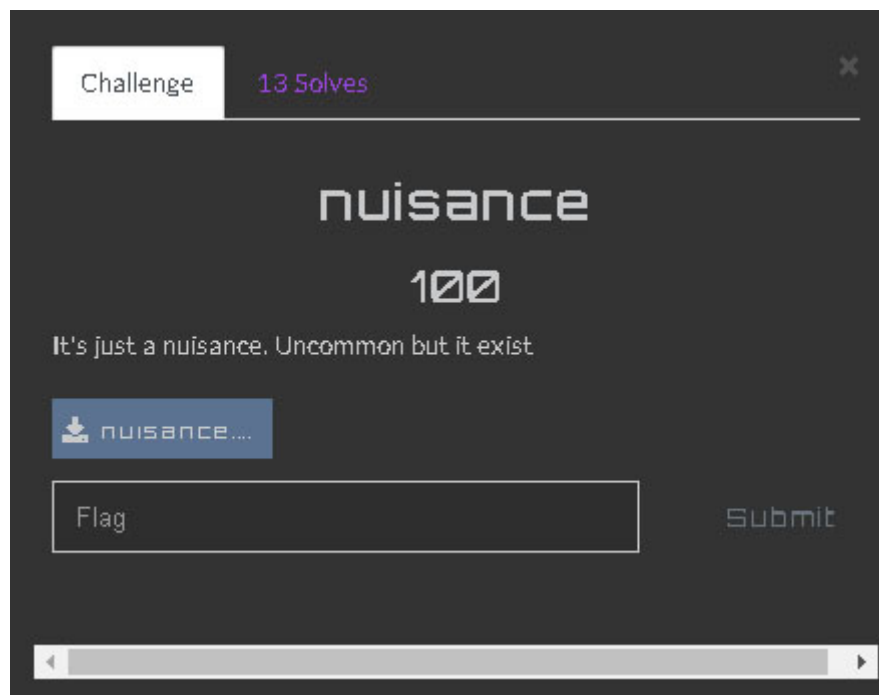 Challenge
13 Solves
×
nuisance
100
It's just a nuisance. Uncommon but it exist
nuisance....
Flag
Submit